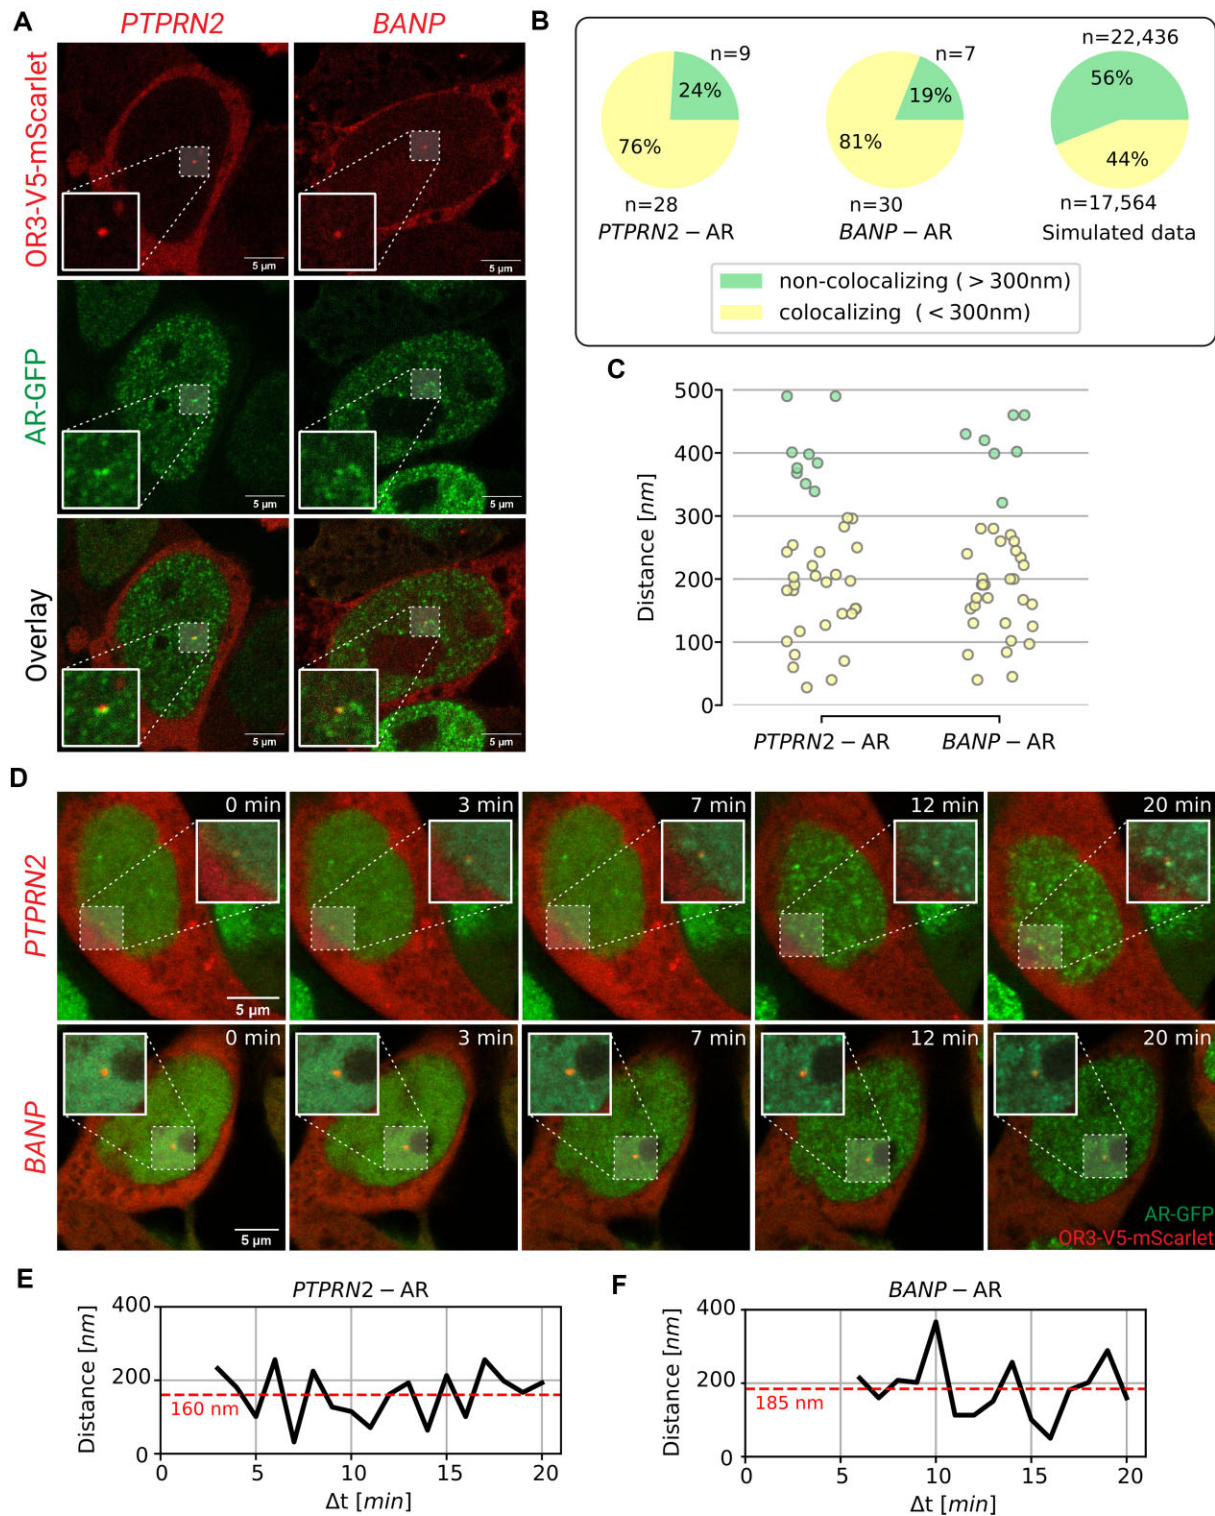 A
PTPRN2
BANP
OR3-V5-mScarlet
5 µm
5 µm
AR-GFP
5 µm
5 µm
Overlay
5 µm
5 µm
B
n=9
24%
76%
n=28
PTPRN2 – AR
n=7
19%
81%
n=30
BANP – AR
n=22,436
56%
44%
n=17,564
Simulated data
non-colocalizing ( > 300nm)
colocalizing ( < 300nm)
C
Distance [nm]
500
400
300
200
100
0
PTPRN2 – AR
BANP – AR
D
PTPRN2
0 min
3 min
7 min
12 min
20 min
5 µm
BANP
0 min
3 min
7 min
12 min
20 min
5 µm
AR-GFP
OR3-V5-mScarlet
E
PTPRN2 – AR
Distance [nm]
400
200
0
160 nm
0 5 10 15 20
Δt [min]
F
BANP – AR
Distance [nm]
400
200
0
185 nm
0 5 10 15 20
Δt [min]